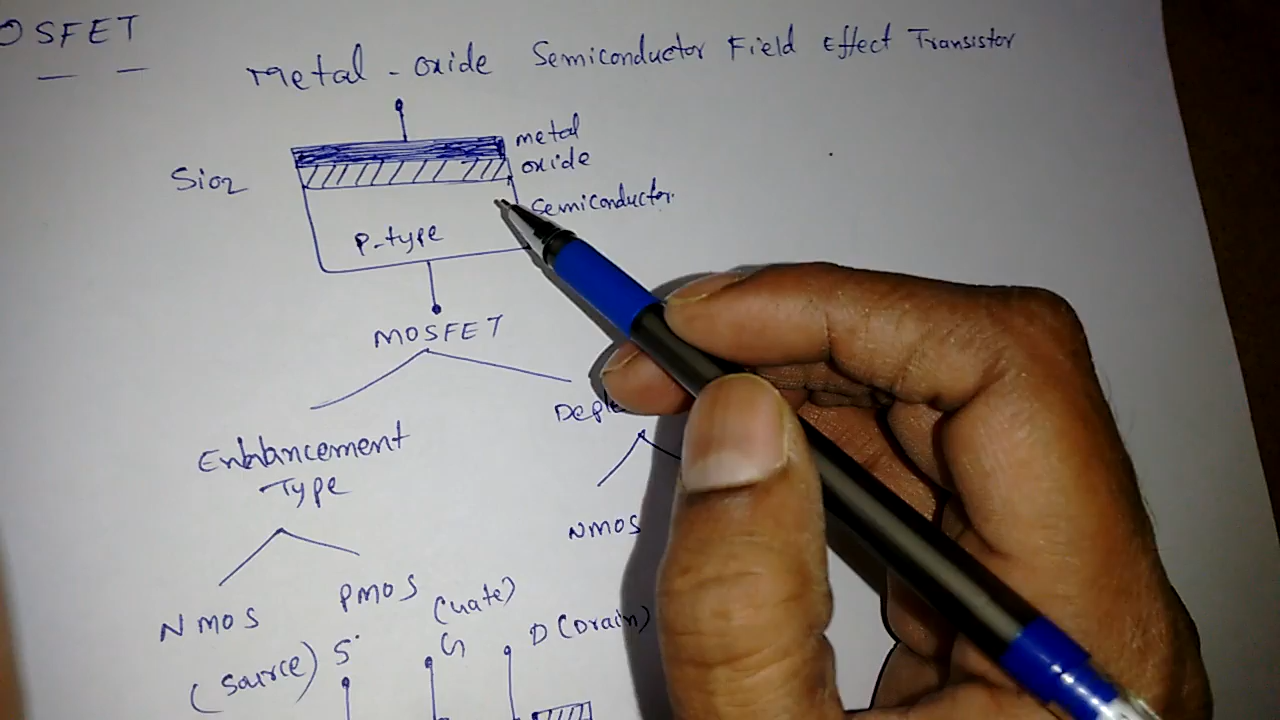 OSFET
Metal-oxide Semiconductor Field Effect Transistor
metal
oxide
SiO2
Semiconductor
P-type
MOSFET
Enhancement
Type
Deple
NMOS
PMOS
NMOS
(Source) S
(Gate)
G
D (Drain)